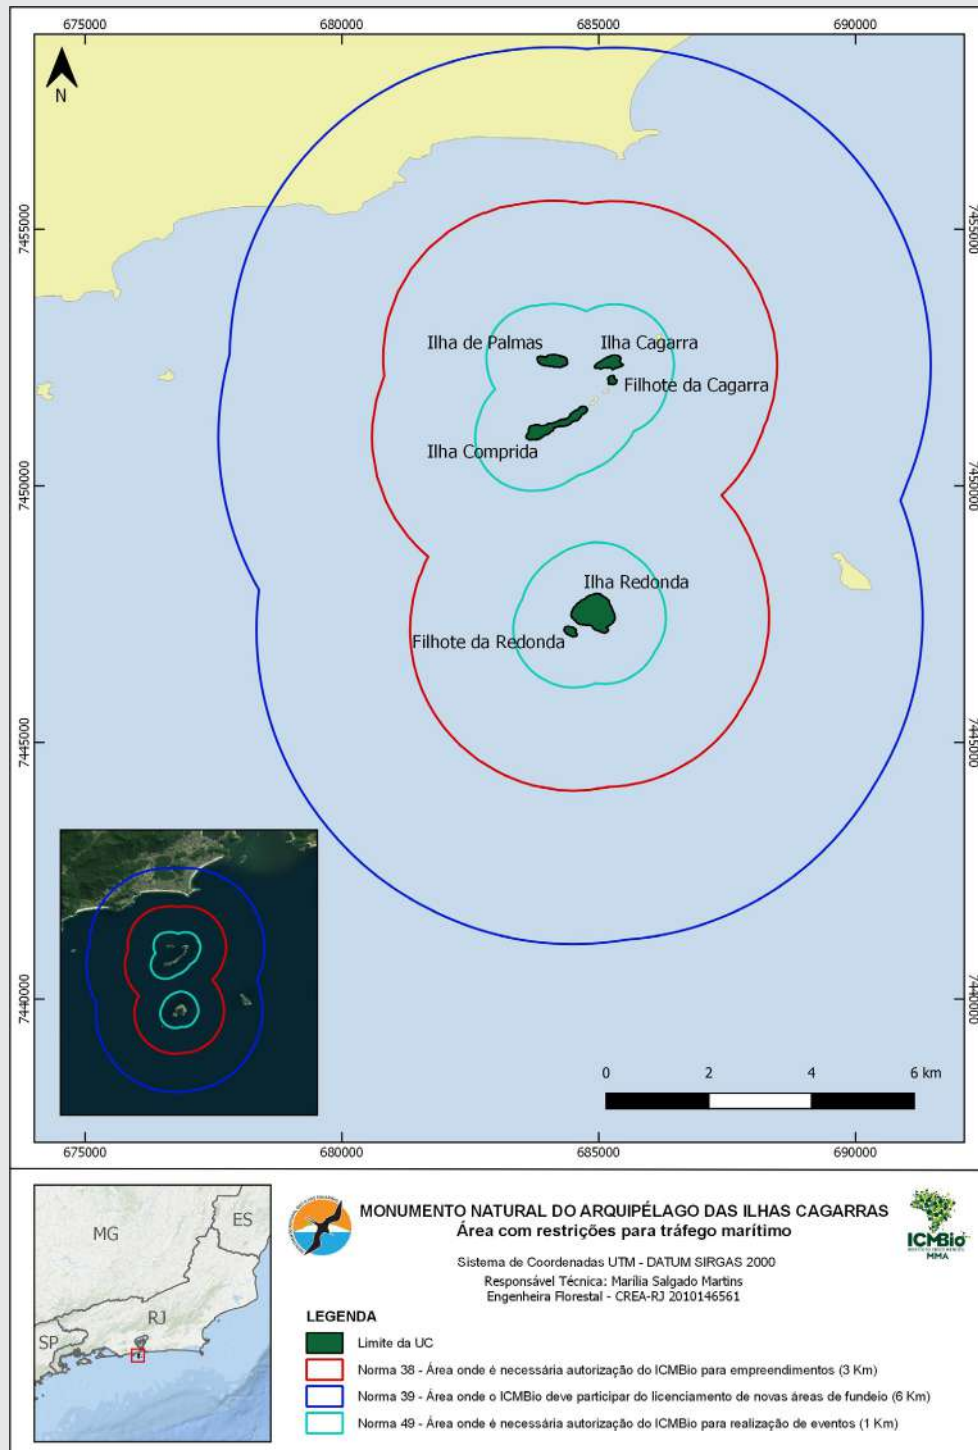 675000
680000
685000
690000
N
7455000
7455000
Ilha de Palmas
Ilha Cagarra
Filhote da Cagarra
Ilha Comprida
7450000
7450000
Ilha Redonda
Filhote da Redonda
7445000
7445000
7440000
7440000
0 2 4 6 km
675000
680000
685000
690000
MG
ES
RJ
SP
MONUMENTO NATURAL DO ARQUIPÉLAGO DAS ILHAS CAGARRAS
Área com restrições para tráfego marítimo
Sistema de Coordenadas UTM - DATUM SIRGAS 2000
Responsável Técnica: Marília Salgado Martins
Engenheira Florestal - CREA-RJ 2010146561
ICMBio
MMA
LEGENDA
Limite da UC
Norma 38 - Área onde é necessária autorização do ICMBio para empreendimentos (3 Km)
Norma 39 - Área onde o ICMBio deve participar do licenciamento de novas áreas de fundeio (6 Km)
Norma 49 - Área onde é necessária autorização do ICMBio para realização de eventos (1 Km)